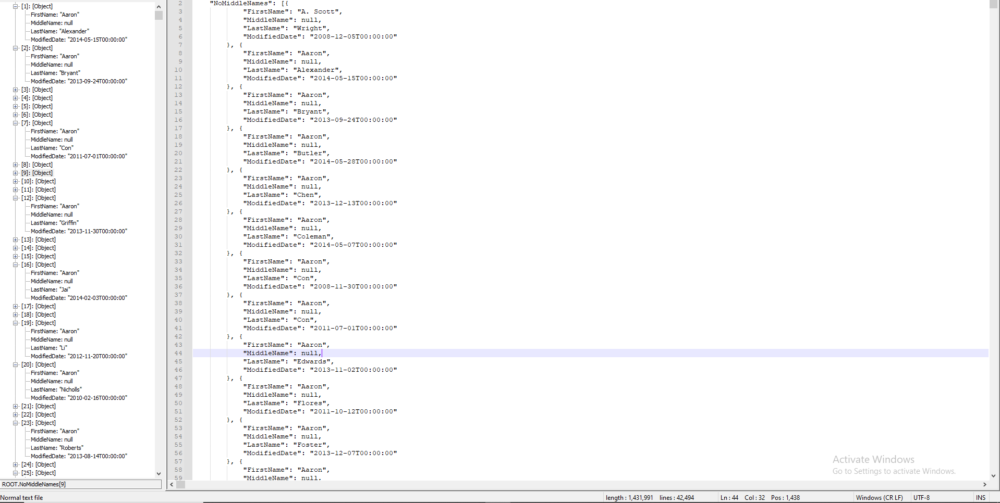 [1]: [Object]
FirstName: "Aaron"
MiddleName: null
LastName: "Alexander"
ModifiedDate: "2014-05-15T00:00:00"
[2]: [Object]
FirstName: "Aaron"
MiddleName: null
LastName: "Bryant"
ModifiedDate: "2013-09-24T00:00:00"
[3]: [Object]
[4]: [Object]
[5]: [Object]
[6]: [Object]
[7]: [Object]
FirstName: "Aaron"
MiddleName: null
LastName: "Con"
ModifiedDate: "2011-07-01T00:00:00"
[8]: [Object]
[9]: [Object]
[10]: [Object]
[11]: [Object]
[12]: [Object]
FirstName: "Aaron"
MiddleName: null
LastName: "Griffin"
ModifiedDate: "2013-11-30T00:00:00"
[13]: [Object]
[14]: [Object]
[15]: [Object]
[16]: [Object]
FirstName: "Aaron"
MiddleName: null
LastName: "Jai"
ModifiedDate: "2014-02-03T00:00:00"
[17]: [Object]
[18]: [Object]
[19]: [Object]
FirstName: "Aaron"
MiddleName: null
LastName: "Li"
ModifiedDate: "2012-11-20T00:00:00"
[20]: [Object]
FirstName: "Aaron"
MiddleName: null
LastName: "Nicholls"
ModifiedDate: "2010-02-16T00:00:00"
[21]: [Object]
[22]: [Object]
[23]: [Object]
FirstName: "Aaron"
MiddleName: null
LastName: "Roberts"
ModifiedDate: "2013-08-14T00:00:00"
[24]: [Object]
[25]: [Object]
ROOT.NoMiddleNames[9]
2 "NoMiddleNames": [{
3 "FirstName": "A. Scott",
4 "MiddleName": null,
5 "LastName": "Wright",
6 "ModifiedDate": "2008-12-05T00:00:00"
7 }, {
8 "FirstName": "Aaron",
9 "MiddleName": null,
10 "LastName": "Alexander",
11 "ModifiedDate": "2014-05-15T00:00:00"
12 }, {
13 "FirstName": "Aaron",
14 "MiddleName": null,
15 "LastName": "Bryant",
16 "ModifiedDate": "2013-09-24T00:00:00"
17 }, {
18 "FirstName": "Aaron",
19 "MiddleName": null,
20 "LastName": "Butler",
21 "ModifiedDate": "2014-05-28T00:00:00"
22 }, {
23 "FirstName": "Aaron",
24 "MiddleName": null,
25 "LastName": "Chen",
26 "ModifiedDate": "2013-12-13T00:00:00"
27 }, {
28 "FirstName": "Aaron",
29 "MiddleName": null,
30 "LastName": "Coleman",
31 "ModifiedDate": "2014-05-07T00:00:00"
32 }, {
33 "FirstName": "Aaron",
34 "MiddleName": null,
35 "LastName": "Con",
36 "ModifiedDate": "2008-11-30T00:00:00"
37 }, {
38 "FirstName": "Aaron",
39 "MiddleName": null,
40 "LastName": "Con",
41 "ModifiedDate": "2011-07-01T00:00:00"
42 }, {
43 "FirstName": "Aaron",
44 "MiddleName": null,
45 "LastName": "Edwards",
46 "ModifiedDate": "2013-11-02T00:00:00"
47 }, {
48 "FirstName": "Aaron",
49 "MiddleName": null,
50 "LastName": "Flores",
51 "ModifiedDate": "2011-10-12T00:00:00"
52 }, {
53 "FirstName": "Aaron",
54 "MiddleName": null,
55 "LastName": "Foster",
56 "ModifiedDate": "2013-12-07T00:00:00"
57 }, {
58 "FirstName": "Aaron",
59 "MiddleName": null,
Activate Windows
Go to Settings to activate Windows.
Normal text file length : 1,431,991 lines : 42,494 Ln : 44 Col : 32 Pos : 1,438 Windows (CR LF) UTF-8 INS